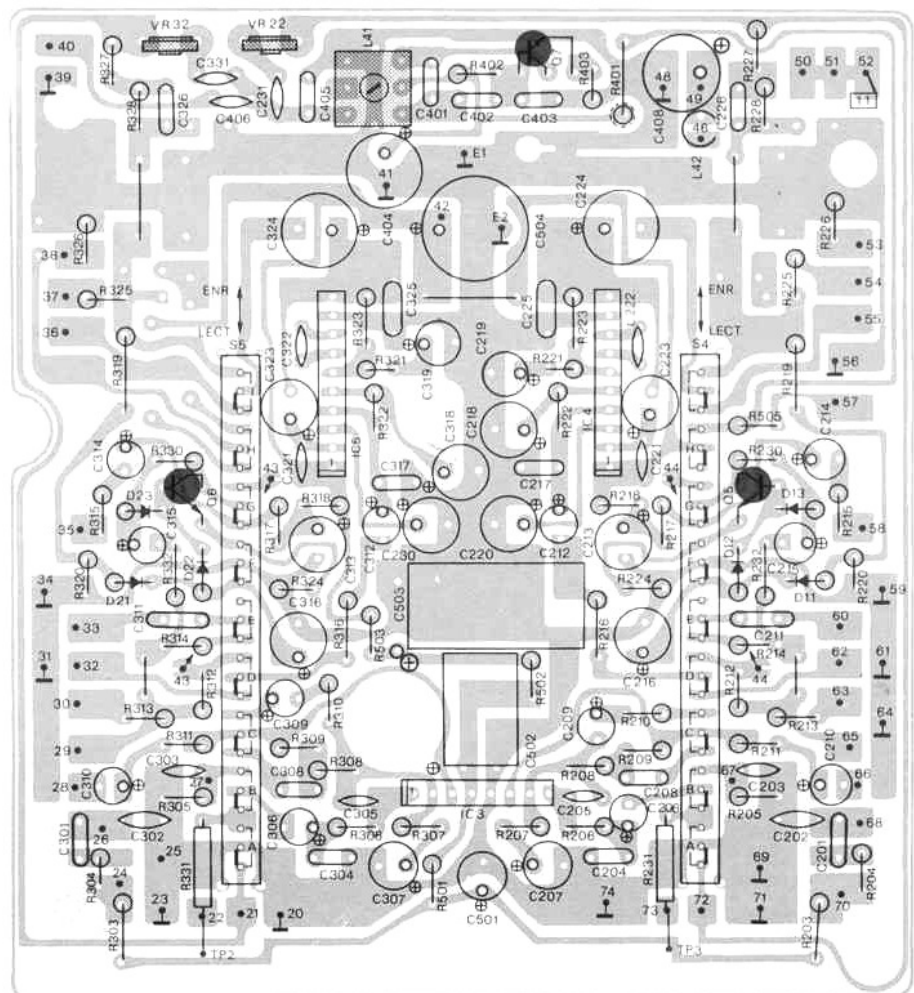 VR32 VR22 L41
40 R327 C331 R402 Q7 R403 R401 48 R227 50 51 52
39 R328 C326 C406 C231 C405 C401 C402 C403 C408 49 C226 R228 11
46 L42
E1
41
R326 C324 C404 42 E2 C504 C224 R226 53
38
37 R325 ENR C325 C225 ENR R225 54
36 LECT R323 R223 LECT 55
R319 S5 C322 C319 C219 R221 C223 S4 R219 56
C323 R321 R322 C318 C218 R222 IC4 R505 57
C314 R330 C321 IC5 C317 C217 C221 R230 C214
43 44
D23 C315 R318 R218 D13
35 R315 R317 C312 C230 C220 C212 C213 R217 R215 58
R320 D21 D22 C313 D12 R232 D11 R220
34 C311 R324 C503 R224 59
33 R314 C316 R316 R503 R216 C216 C211 R214 60
32 31 43 R312 R502 R212 44 62 61
30 R313 C309 R310 C209 R210 R213 63 64
29 R311 R309 C502 R209 R211 C210 65
28 C310 C303 C308 R308 R208 C208 67 C203 66
27 R305 C305 IC3 C205 C206 R205
C301 26 C302 C306 R306 R307 R207 R206 C202 C201 68
R304 25 R331 C304 C204 R231 69 R204
24 C307 R501 C207
23 22 21 20 C501 74 73 72 71 70
R303 TP2 TP3 R203